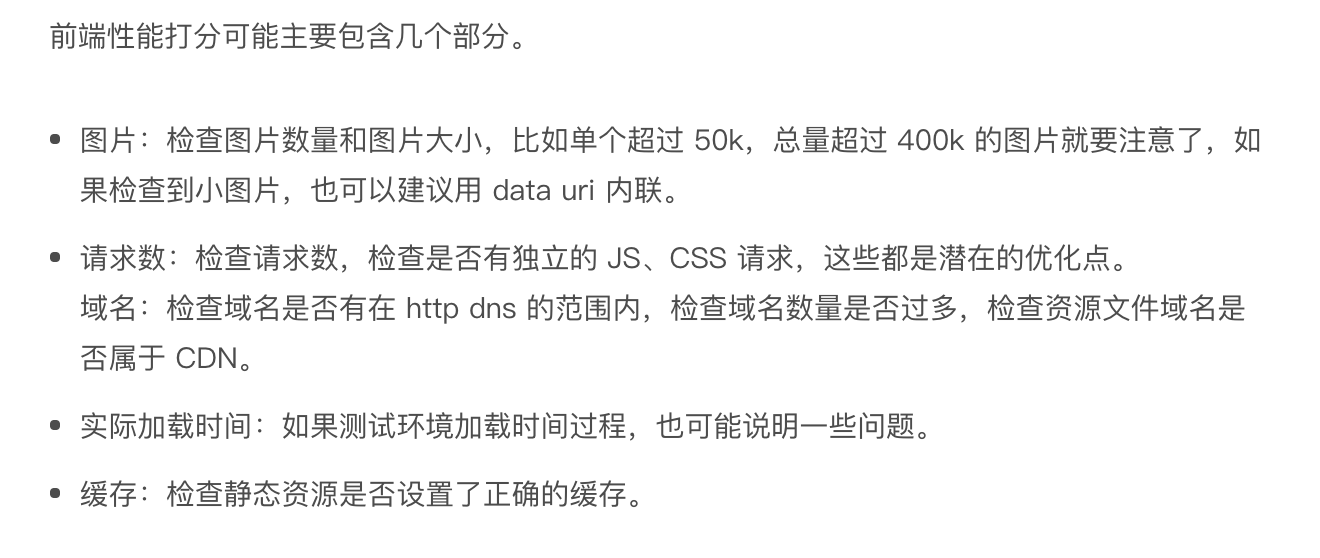 前端性能打分可能主要包含几个部分。
• 图片：检查图片数量和图片大小，比如单个超过 50k，总量超过 400k 的图片就要注意了，如
果检查到小图片，也可以建议用 data uri 内联。
• 请求数：检查请求数，检查是否有独立的 JS、CSS 请求，这些都是潜在的优化点。
域名：检查域名是否有在 http dns 的范围内，检查域名数量是否过多，检查资源文件域名是
否属于 CDN。
• 实际加载时间：如果测试环境加载时间过程，也可能说明一些问题。
• 缓存：检查静态资源是否设置了正确的缓存。